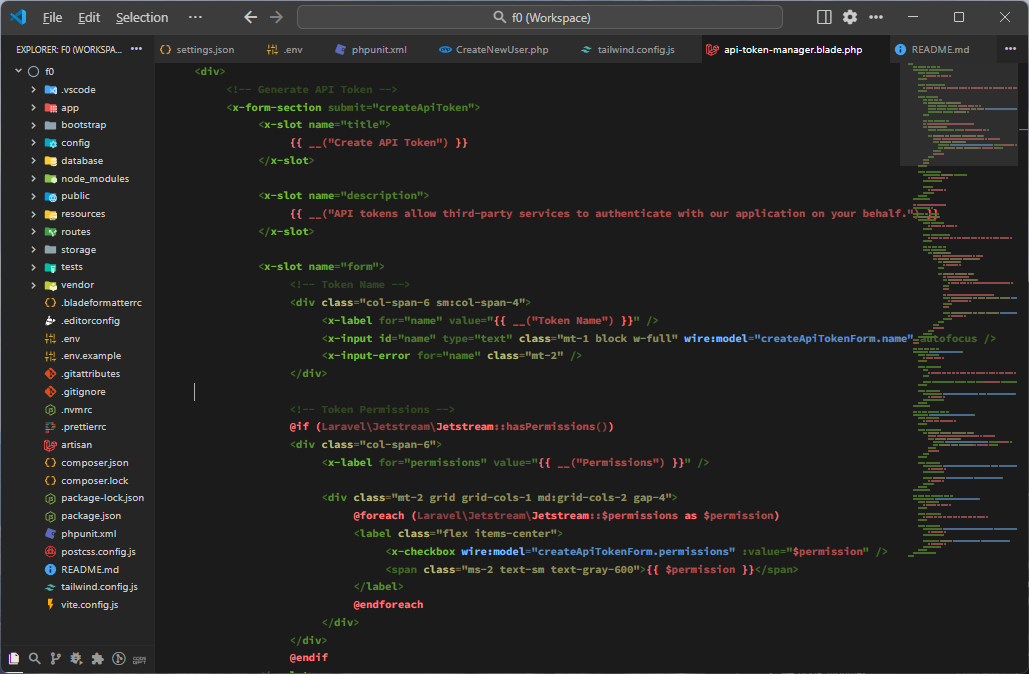 File Edit Selection ··· f0 (Workspace)
EXPLORER: F0 (WORKSPA... ···
settings.json .env phpunit.xml CreateNewUser.php tailwind.config.js api-token-manager.blade.php README.md ···
f0
.vscode
app
bootstrap
config
database
node_modules
public
resources
routes
storage
tests
vendor
.bladeformatterrc
.editorconfig
.env
.env.example
.gitattributes
.gitignore
.nvmrc
.prettierrc
artisan
composer.json
composer.lock
package-lock.json
package.json
phpunit.xml
postcss.config.js
README.md
tailwind.config.js
vite.config.js
<div>
<!-- Generate API Token -->
<x-form-section submit="createApiToken">
<x-slot name="title">
{{ __("Create API Token") }}
</x-slot>
<x-slot name="description">
{{ __("API tokens allow third-party services to authenticate with our application on your behalf.") }}
</x-slot>
<x-slot name="form">
<!-- Token Name -->
<div class="col-span-6 sm:col-span-4">
<x-label for="name" value="{{ __("Token Name") }}" />
<x-input id="name" type="text" class="mt-1 block w-full" wire:model="createApiTokenForm.name" autofocus />
<x-input-error for="name" class="mt-2" />
</div>
<!-- Token Permissions -->
@if (Laravel\Jetstream\Jetstream::hasPermissions())
<div class="col-span-6">
<x-label for="permissions" value="{{ __("Permissions") }}" />
<div class="mt-2 grid grid-cols-1 md:grid-cols-2 gap-4">
@foreach (Laravel\Jetstream\Jetstream::$permissions as $permission)
<label class="flex items-center">
<x-checkbox wire:model="createApiTokenForm.permissions" :value="$permission" />
<span class="ms-2 text-sm text-gray-600">{{ $permission }}</span>
</label>
@endforeach
</div>
</div>
@endif